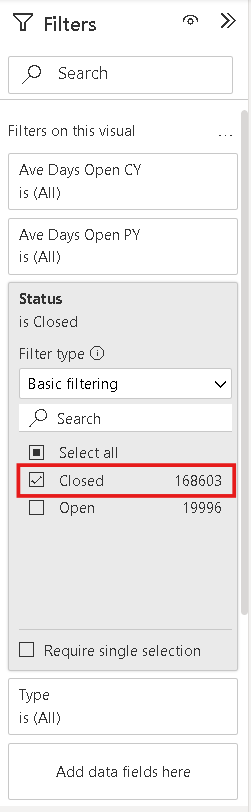 Filters
Search
Filters on this visual
...
Ave Days Open CY
is (All)
Ave Days Open PY
is (All)
Status
is Closed
Filter type
Basic filtering
Search
Select all
Closed 168603
Open 19996
Require single selection
Type
is (All)
Add data fields here